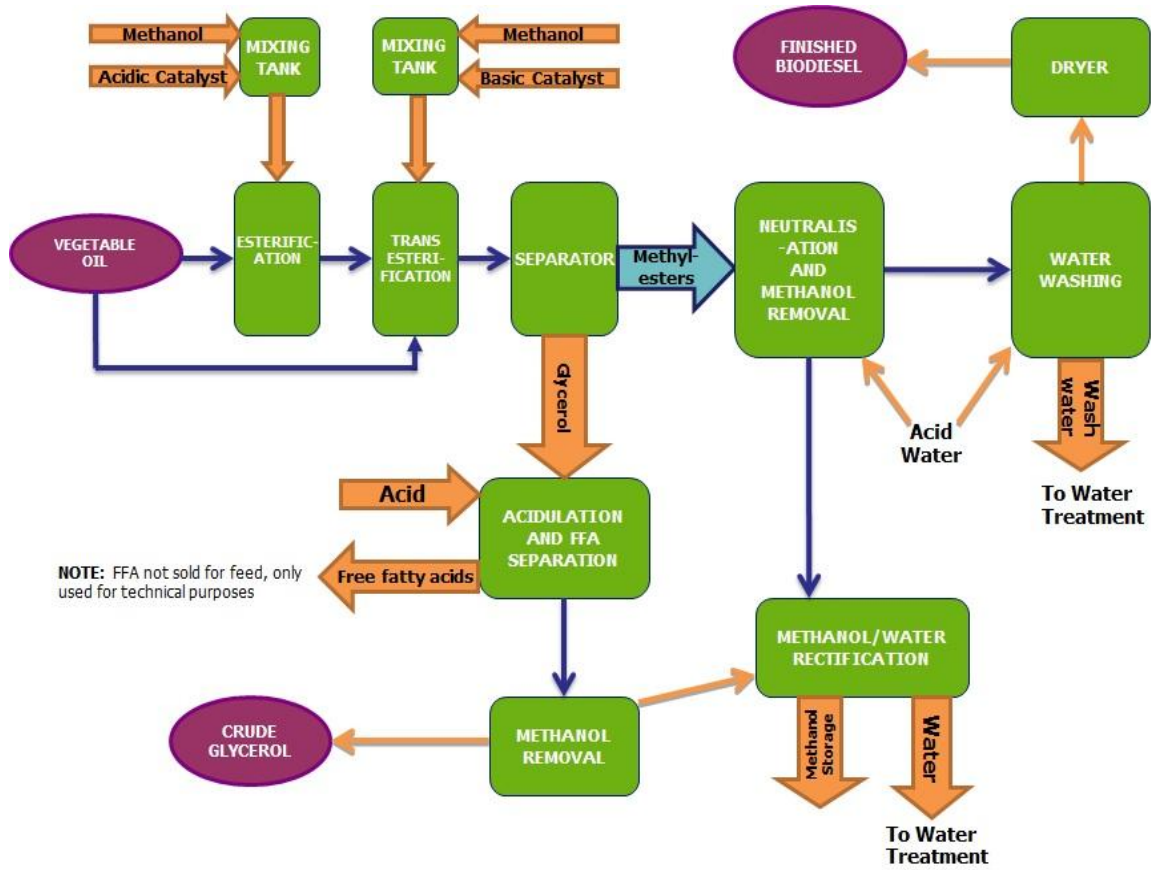 Methanol
Acidic Catalyst
MIXING
TANK
MIXING
TANK
Methanol
Basic Catalyst
FINISHED
BIODIESEL
DRYER
VEGETABLE
OIL
ESTERIFIC-
ATION
TRANS
ESTERI-
FICATION
SEPARATOR
Methyl-
esters
NEUTRALIS
-ATION
AND
METHANOL
REMOVAL
WATER
WASHING
Glycerol
Acid
Water
Wash
water
To Water
Treatment
Acid
ACIDULATION
AND FFA
SEPARATION
Free fatty acids
NOTE: FFA not sold for feed, only
used for technical purposes
METHANOL/WATER
RECTIFICATION
CRUDE
GLYCEROL
METHANOL
REMOVAL
Methanol
Storage
Water
To Water
Treatment